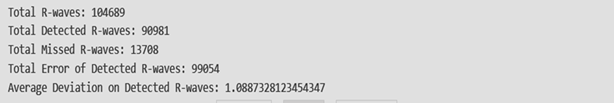 Total R-waves: 104689
Total Detected R-waves: 90981
Total Missed R-waves: 13708
Total Error of Detected R-waves: 99054
Average Deviation on Detected R-waves: 1.0887328123454347